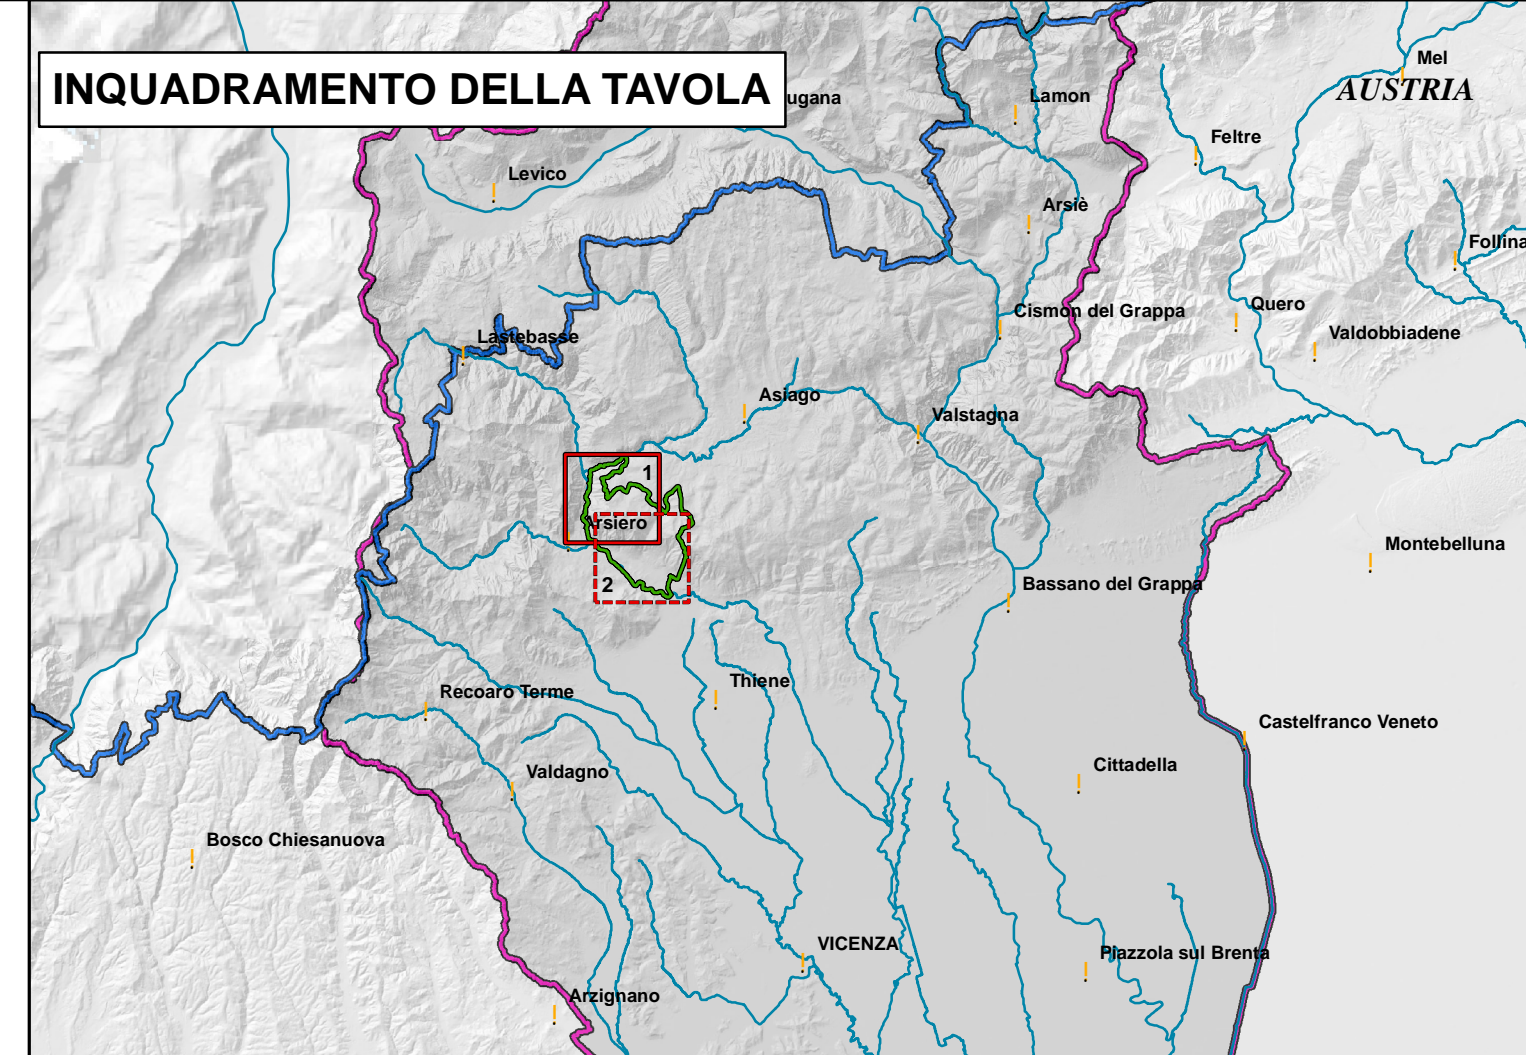 INQUADRAMENTO DELLA TAVOLA
ugana
Mel
AUSTRIA
Lamon
Feltre
Levico
Arsiè
Follina
Quero
Cismon del Grappa
Valdobbiadene
Lastebasse
Asiago
Valstagna
1
Arsiero
2
Montebelluna
Bassano del Grappa
Thiene
Recoaro Terme
Castelfranco Veneto
Cittadella
Valdagno
Bosco Chiesanuova
VICENZA
Piazzola sul Brenta
Arzignano